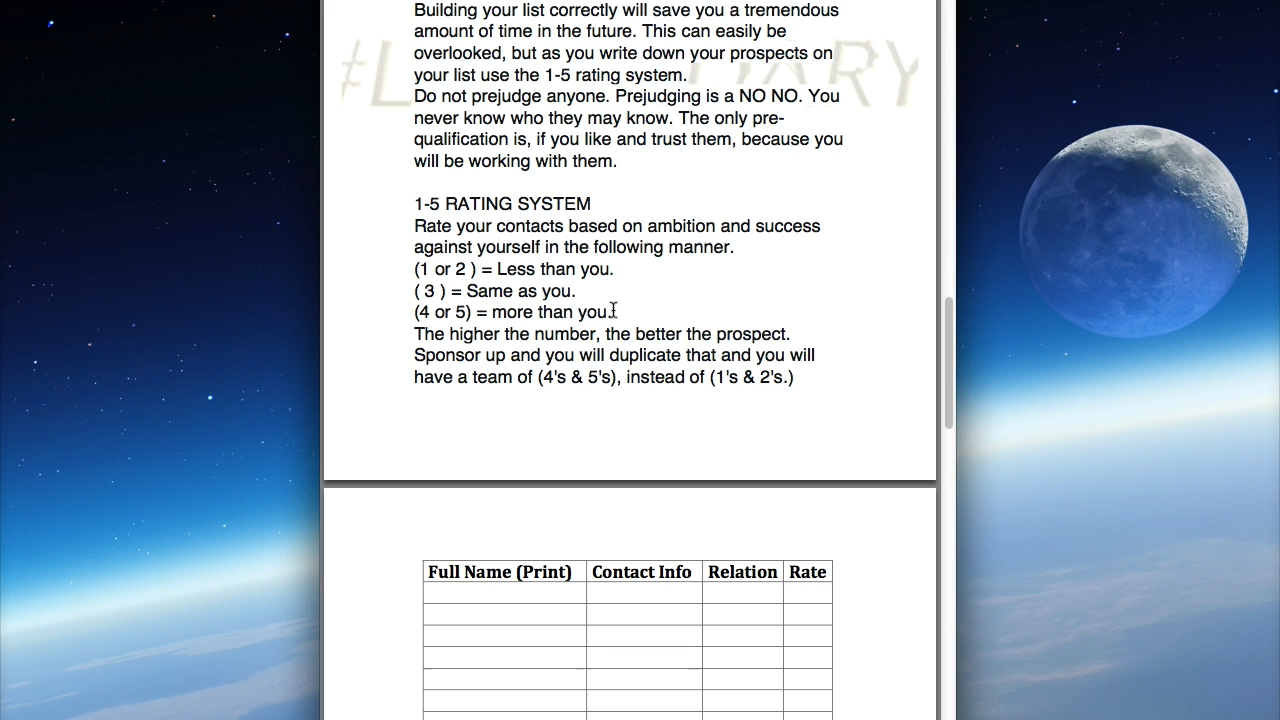 Building your list correctly will save you a tremendous
amount of time in the future. This can easily be
overlooked, but as you write down your prospects on
your list use the 1-5 rating system.
Do not prejudge anyone. Prejudging is a NO NO. You
never know who they may know. The only pre-
qualification is, if you like and trust them, because you
will be working with them.
1-5 RATING SYSTEM
Rate your contacts based on ambition and success
against yourself in the following manner.
(1 or 2 ) = Less than you.
( 3 ) = Same as you.
(4 or 5) = more than you.
The higher the number, the better the prospect.
Sponsor up and you will duplicate that and you will
have a team of (4's & 5's), instead of (1's & 2's.)
Full Name (Print) Contact Info Relation Rate